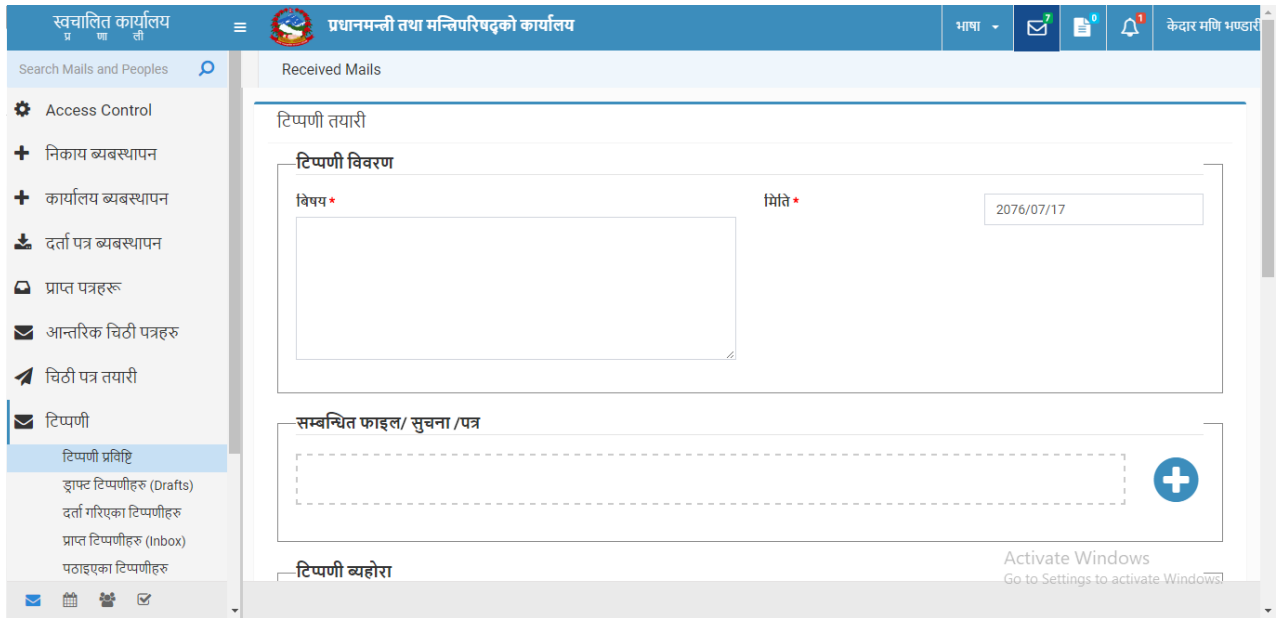 स्वचालित कार्यालय
प्र णा ली
प्रधानमन्त्री तथा मन्त्रिपरिषद्को कार्यालय
भाषा
7
0
1
केदार मणि भण्डारी
Search Mails and Peoples
Received Mails
Access Control
निकाय ब्यबस्थापन
कार्यालय ब्यबस्थापन
दर्ता पत्र ब्यबस्थापन
प्राप्त पत्रहरू
आन्तरिक चिठी पत्रहरु
चिठी पत्र तयारी
टिप्पणी
टिप्पणी प्रविष्टि
ड्राफ्ट टिप्पणीहरु (Drafts)
दर्ता गरिएका टिप्पणीहरु
प्राप्त टिप्पणीहरु (Inbox)
पठाइएका टिप्पणीहरु
टिप्पणी तयारी
टिप्पणी विवरण
बिषय *
मिति *
2076/07/17
सम्बन्धित फाइल/ सुचना /पत्र
टिप्पणी ब्यहोरा
Activate Windows
Go to Settings to activate Windows.